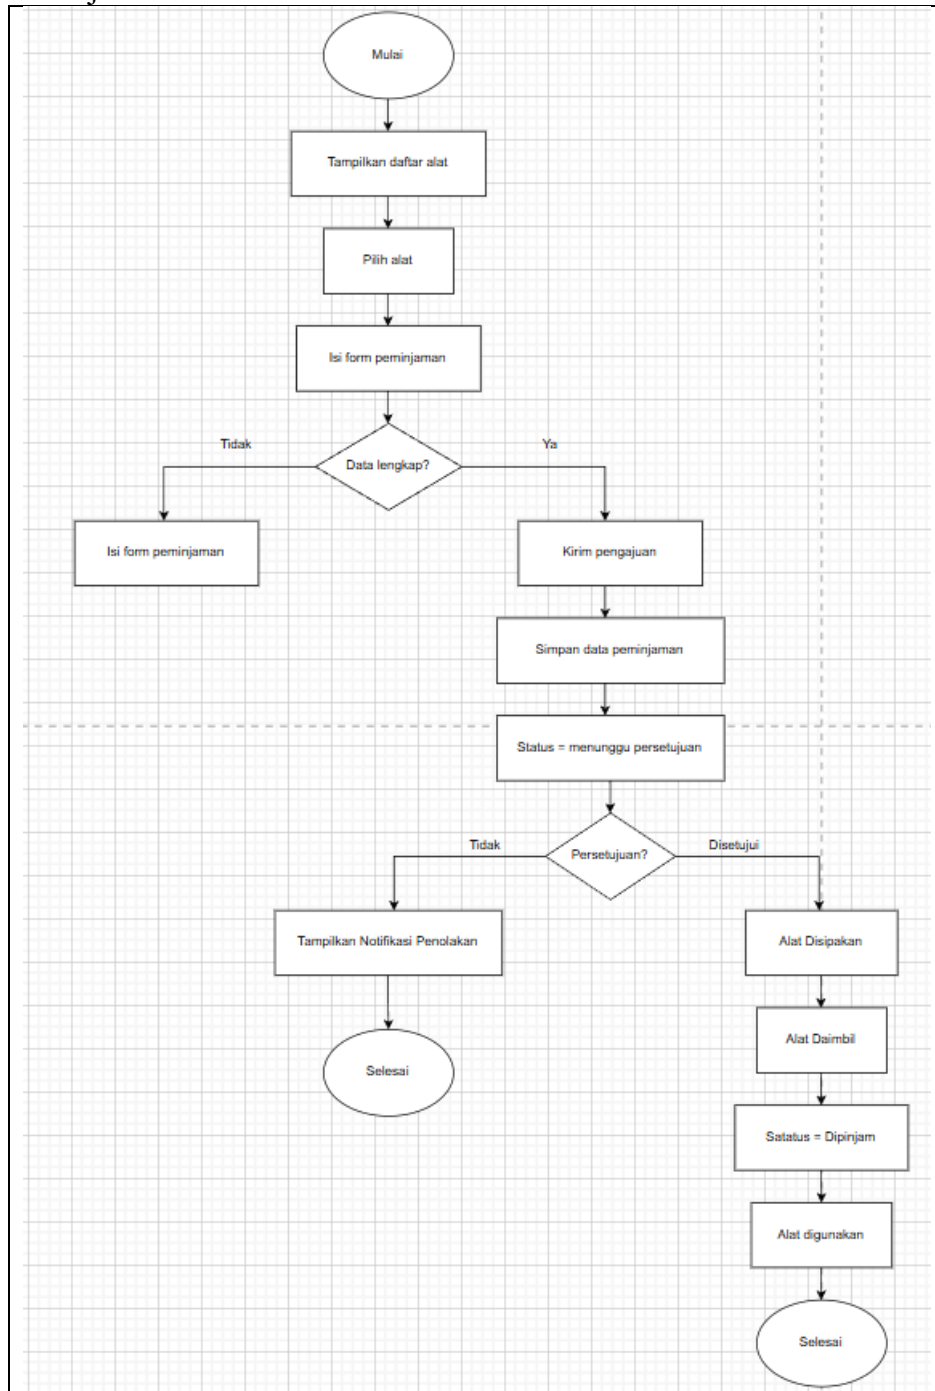 Mulai
Tampilkan daftar alat
Pilih alat
Isi form peminjaman
Data lengkap?
Tidak
Ya
Isi form peminjaman
Kirim pengajuan
Simpan data peminjaman
Status = menunggu persetujuan
Persetujuan?
Tidak
Disetujui
Tampilkan Notifikasi Penolakan
Selesai
Alat Disipakan
Alat Daimbil
Satatus = Dipinjam
Alat digunakan
Selesai